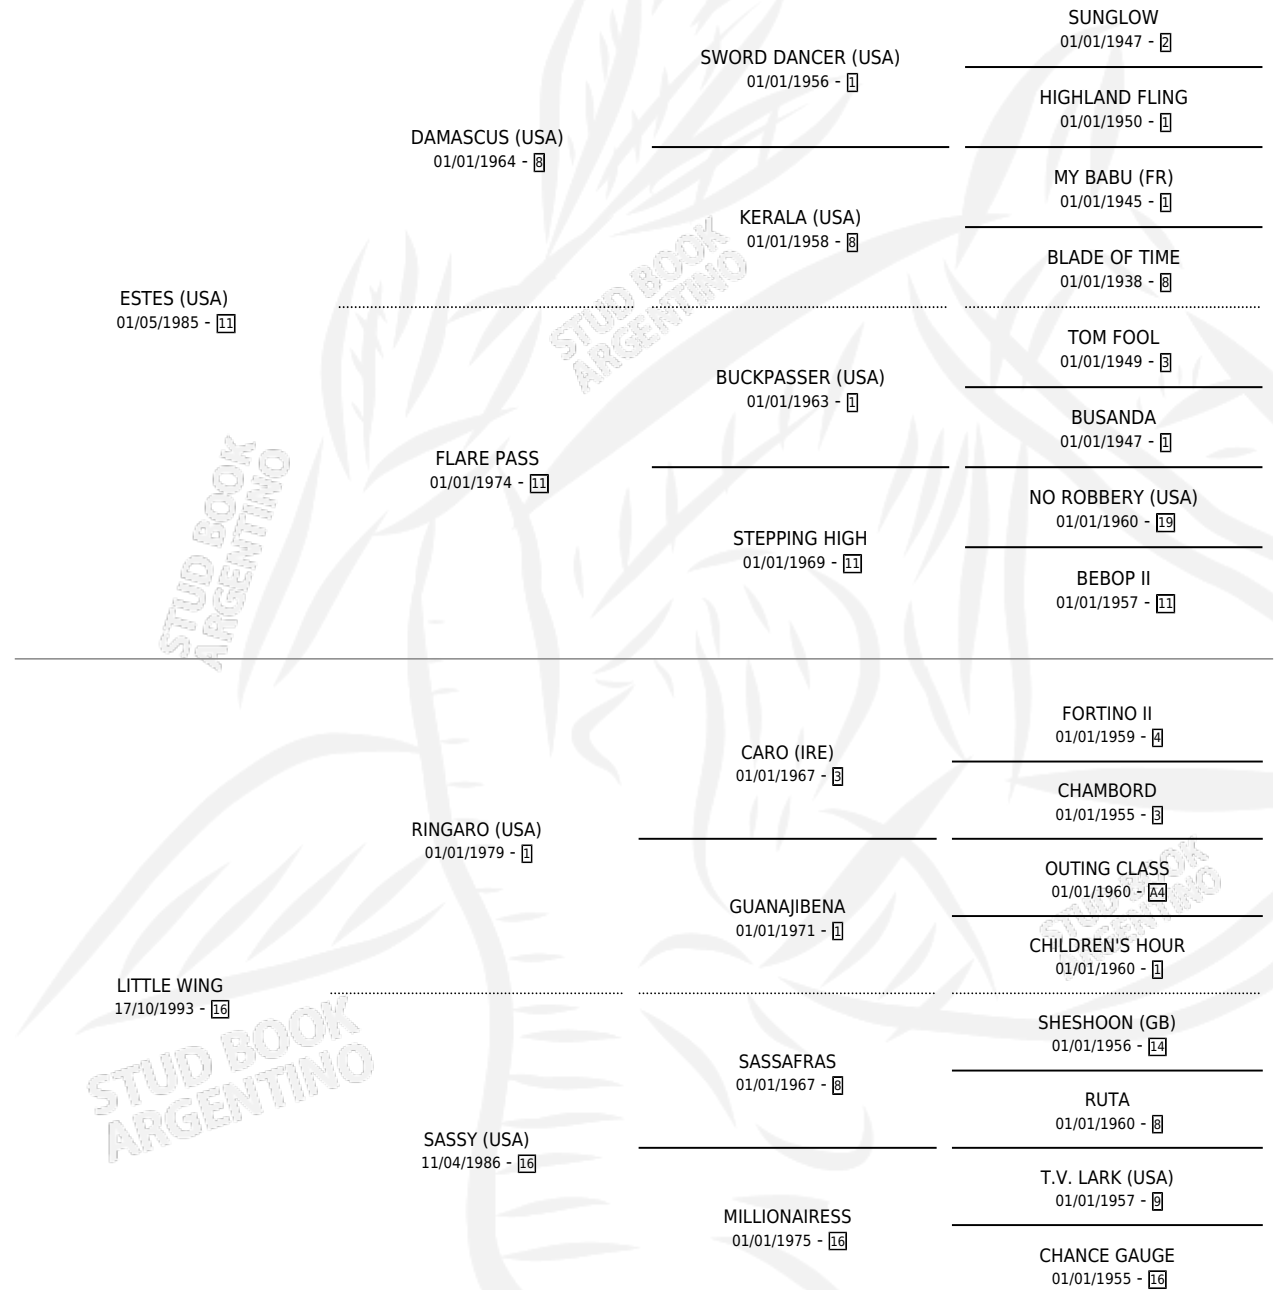 SUNGLOW
01/01/1947 - 2
SWORD DANCER (USA)
01/01/1956 - 1
HIGHLAND FLING
01/01/1950 - 1
DAMASCUS (USA)
01/01/1964 - 8
MY BABU (FR)
01/01/1945 - 1
KERALA (USA)
01/01/1958 - 8
BLADE OF TIME
01/01/1938 - 8
ESTES (USA)
01/05/1985 - 11
TOM FOOL
01/01/1949 - 3
BUCKPASSER (USA)
01/01/1963 - 1
BUSANDA
01/01/1947 - 1
FLARE PASS
01/01/1974 - 11
NO ROBBERY (USA)
01/01/1960 - 19
STEPPING HIGH
01/01/1969 - 11
BEBOP II
01/01/1957 - 11
FORTINO II
01/01/1959 - 4
CARO (IRE)
01/01/1967 - 3
CHAMBORD
01/01/1955 - 3
RINGARO (USA)
01/01/1979 - 1
OUTING CLASS
01/01/1960 - A4
GUANAJIBENA
01/01/1971 - 1
CHILDREN'S HOUR
01/01/1960 - 1
LITTLE WING
17/10/1993 - 16
SHESHOON (GB)
01/01/1956 - 14
SASSAFRAS
01/01/1967 - 8
RUTA
01/01/1960 - 8
SASSY (USA)
11/04/1986 - 16
T.V. LARK (USA)
01/01/1957 - 9
MILLIONAIRESS
01/01/1975 - 16
CHANCE GAUGE
01/01/1955 - 16
STUD BOOK
ARGENTINO
STUD BOOK
ARGENTINO
STUD BOOK
ARGENTINO
STUD BOOK
ARGENTINO